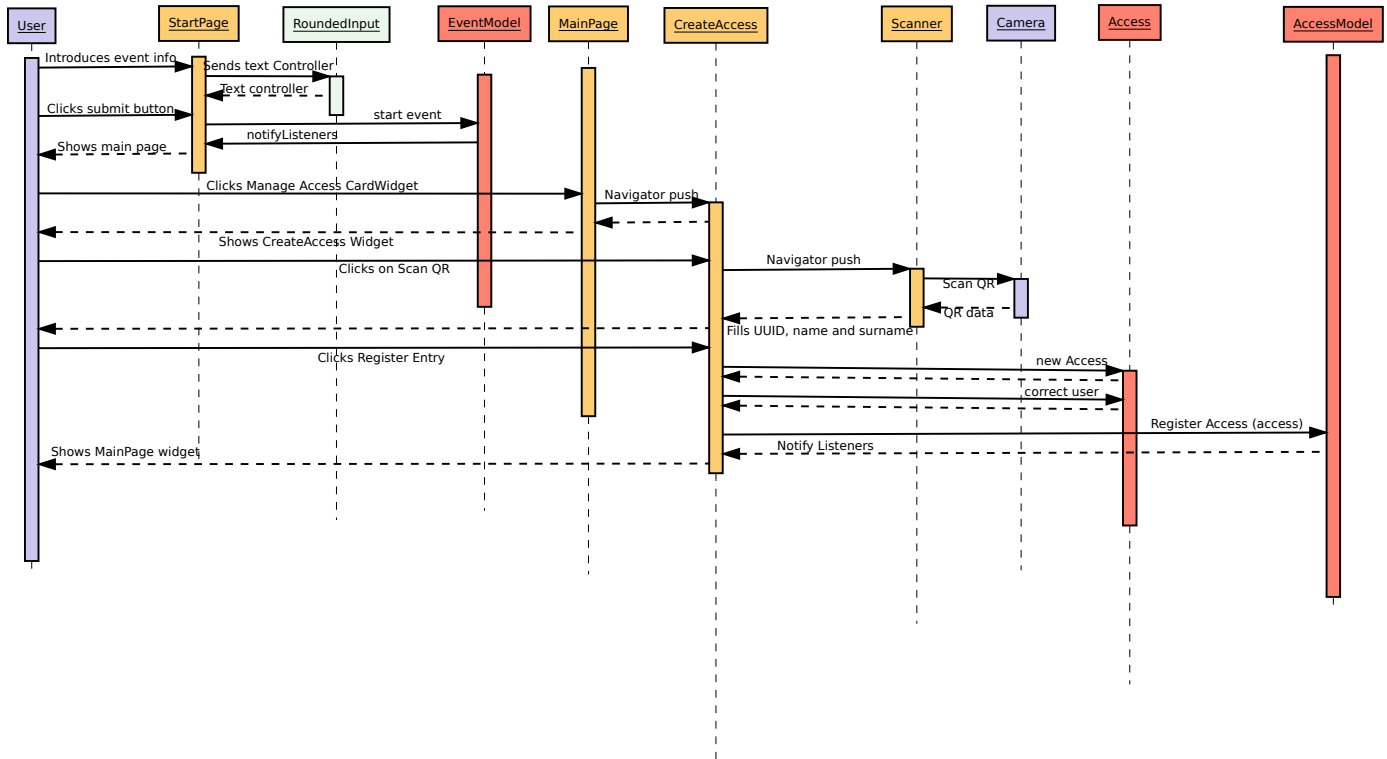 User
StartPage
RoundedInput
EventModel
MainPage
CreateAccess
Scanner
Camera
Access
AccessModel
Introduces event info
Sends text Controller
Text controller
Clicks submit button
start event
notifyListeners
Shows main page
Clicks Manage Access CardWidget
Navigator push
Shows CreateAccess Widget
Clicks on Scan QR
Navigator push
Scan QR
QR data
Fills UUID, name and surname
Clicks Register Entry
new Access
correct user
Register Access (access)
Notify Listeners
Shows MainPage widget